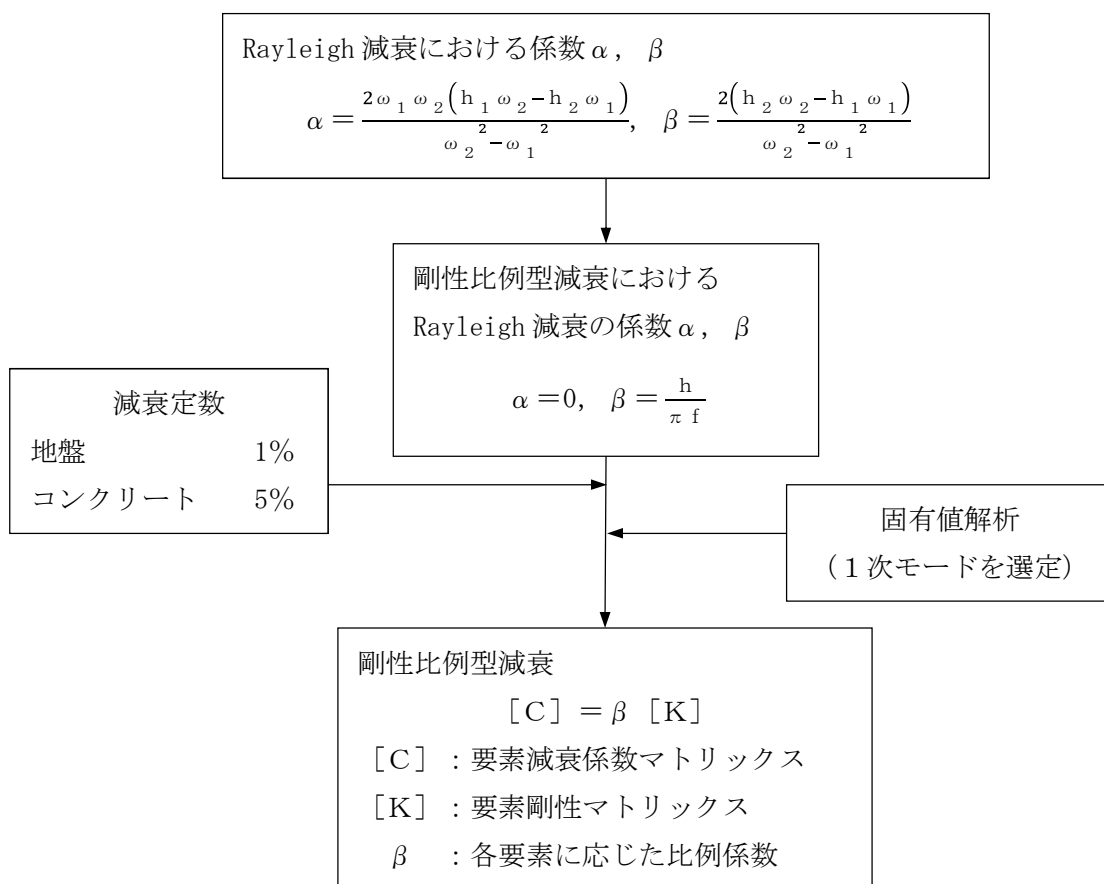 Rayleigh 減衰における係数α, β
α＝2ω₁ω₂(h₁ω₂−h₂ω₁)/(ω₂²−ω₁²), β＝2(h₂ω₂−h₁ω₁)/(ω₂²−ω₁²)
剛性比例型減衰における
Rayleigh 減衰の係数α, β
α＝0, β＝h/(πf)
減衰定数
地盤 1%
コンクリート 5%
固有値解析
(１次モードを選定)
剛性比例型減衰
［C］＝β［K］
［C］：要素減衰係数マトリックス
［K］：要素剛性マトリックス
β ：各要素に応じた比例係数